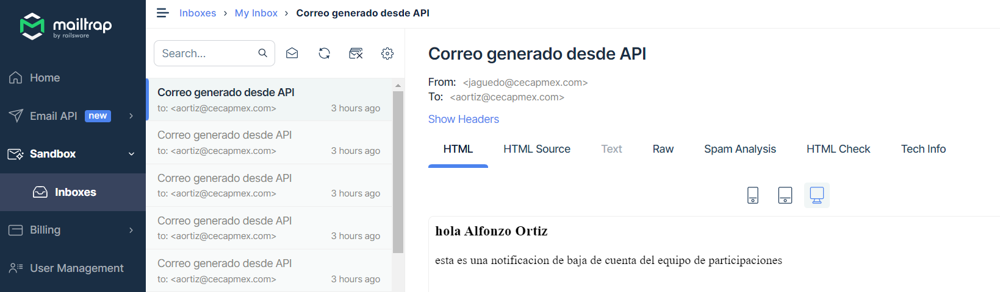 mailtrap
by railsware
Home
Email API new
Sandbox
Inboxes
Billing
User Management
Inboxes › My Inbox › Correo generado desde API
Search...
Correo generado desde API
to: <aortiz@cecapmex.com> 3 hours ago
Correo generado desde API
to: <aortiz@cecapmex.com> 3 hours ago
Correo generado desde API
to: <aortiz@cecapmex.com> 3 hours ago
Correo generado desde API
to: <aortiz@cecapmex.com> 3 hours ago
Correo generado desde API
to: <aortiz@cecapmex.com> 3 hours ago
Correo generado desde API
From: <jaguedo@cecapmex.com>
To: <aortiz@cecapmex.com>
Show Headers
HTML HTML Source Text Raw Spam Analysis HTML Check Tech Info
hola Alfonzo Ortiz
esta es una notificacion de baja de cuenta del equipo de participaciones